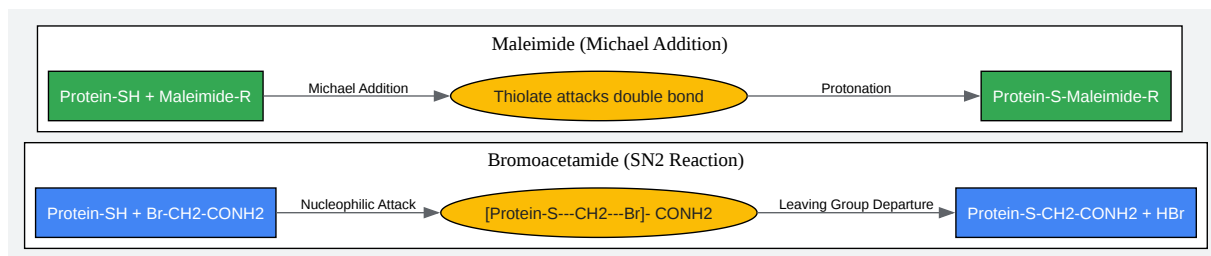 Maleimide (Michael Addition)
Protein-SH + Maleimide-R
Michael Addition
Thiolate attacks double bond
Protonation
Protein-S-Maleimide-R
Bromoacetamide (SN2 Reaction)
Protein-SH + Br-CH2-CONH2
Nucleophilic Attack
[Protein-S---CH2---Br]- CONH2
Leaving Group Departure
Protein-S-CH2-CONH2 + HBr